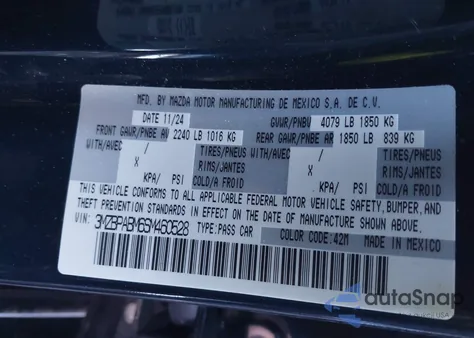 MFD. BY MAZDA MOTOR MANUFACTURING DE MEXICO S.A. DE C.V.
DATE 11/24 GVWR/PNBV 4079 LB 1850 KG
FRONT GAWR/PNBE AV 2240 LB 1016 KG REAR GAWR/PNBE AR 1850 LB 839 KG
WITH/AVEC / TIRES/PNEUS WITH/AVEC / TIRES/PNEUS
X RIMS/JANTES X RIMS/JANTES
KPA/ PSI COLD/A FROID KPA/ PSI COLD/A FROID
THIS VEHICLE CONFORMS TO ALL APPLICABLE FEDERAL MOTOR VEHICLE SAFETY, BUMPER, AND
THEFT PREVENTION STANDARDS IN EFFECT ON THE DATE OF MANUFACTURE SHOWN ABOVE.
VIN: 3MZBPABM6SM460628 TYPE: PASS CAR COLOR CODE: 42M MADE IN MEXICO
autaSnap